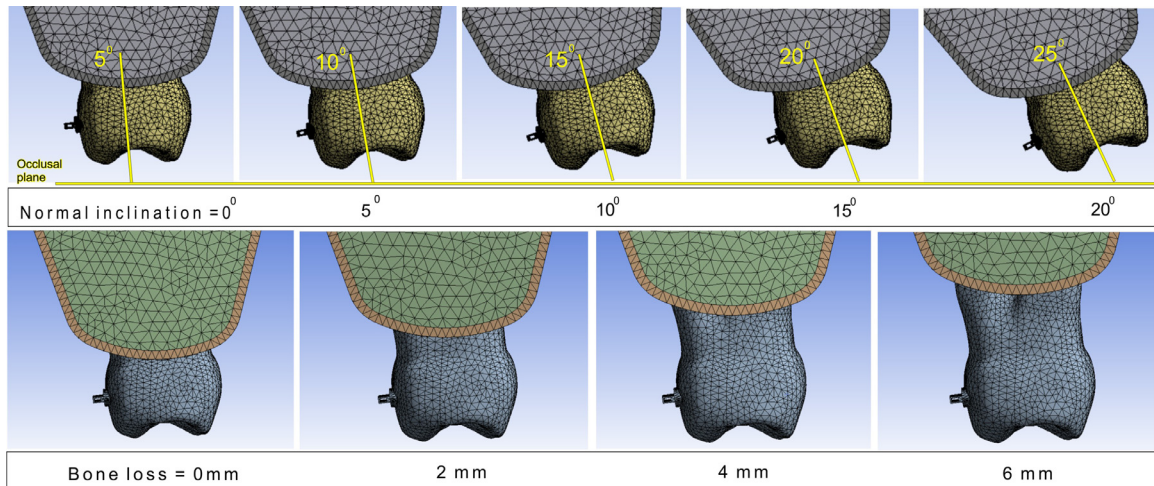 5⁰ 10⁰ 15⁰ 20⁰ 25⁰
Occlusal
plane
Normal inclination =0⁰ 5⁰ 10⁰ 15⁰ 20⁰
Bone loss = 0mm 2 mm 4 mm 6 mm